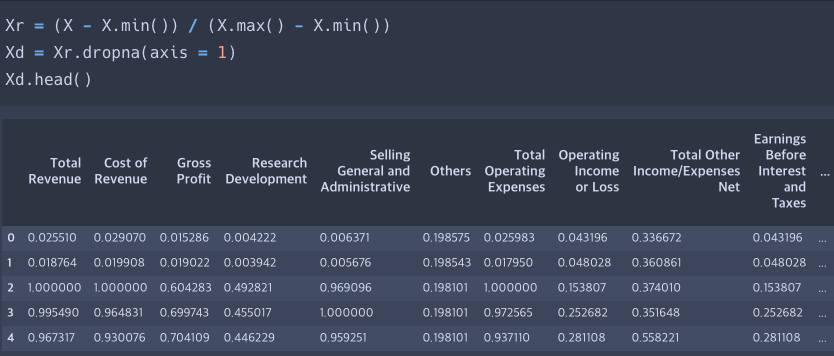 Xr = (X - X.min()) / (X.max() - X.min())
Xd = Xr.dropna(axis = 1)
Xd.head()
Total Revenue Cost of Revenue Gross Profit Research Development Selling General and Administrative Others Total Operating Expenses Operating Income or Loss Total Other Income/Expenses Net Earnings Before Interest and Taxes ...
0 0.025510 0.029070 0.015286 0.004222 0.006371 0.198575 0.025983 0.043196 0.336672 0.043196 ...
1 0.018764 0.019908 0.019022 0.003942 0.005676 0.198543 0.017950 0.048028 0.360861 0.048028 ...
2 1.000000 1.000000 0.604283 0.492821 0.969096 0.198101 1.000000 0.153807 0.374010 0.153807 ...
3 0.995490 0.964831 0.699743 0.455017 1.000000 0.198101 0.972565 0.252682 0.351648 0.252682 ...
4 0.967317 0.930076 0.704109 0.446229 0.959251 0.198101 0.937110 0.281108 0.558221 0.281108 ...